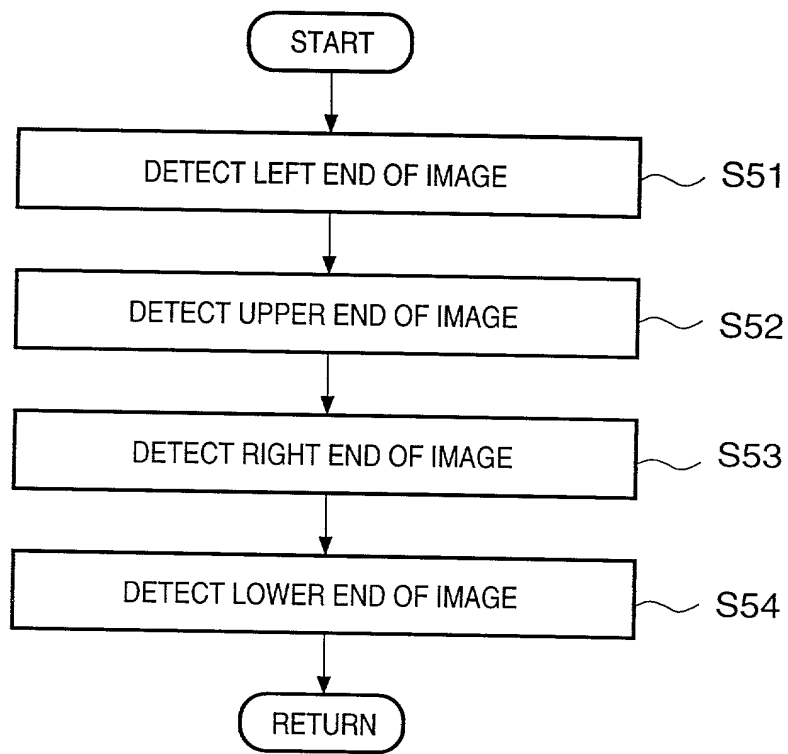 START
DETECT LEFT END OF IMAGE
S51
DETECT UPPER END OF IMAGE
S52
DETECT RIGHT END OF IMAGE
S53
DETECT LOWER END OF IMAGE
S54
RETURN